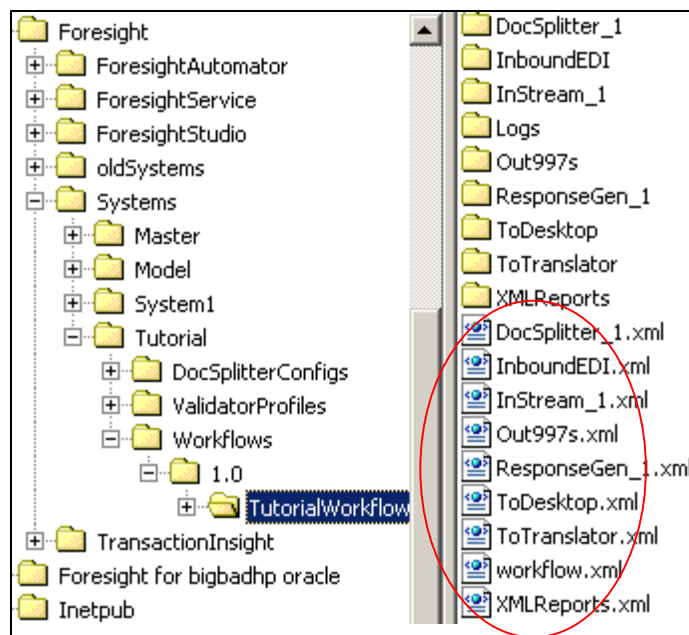 Foresight
ForesightAutomator
ForesightService
ForesightStudio
oldSystems
Systems
Master
Model
System1
Tutorial
DocSplitterConfigs
ValidatorProfiles
Workflows
1.0
TutorialWorkflow
TransactionInsight
Foresight for bigbadhp oracle
Inetpub
DocSplitter_1
InboundEDI
InStream_1
Logs
Out997s
ResponseGen_1
ToDesktop
ToTranslator
XMLReports
DocSplitter_1.xml
InboundEDI.xml
InStream_1.xml
Out997s.xml
ResponseGen_1.xml
ToDesktop.xml
ToTranslator.xml
workflow.xml
XMLReports.xml